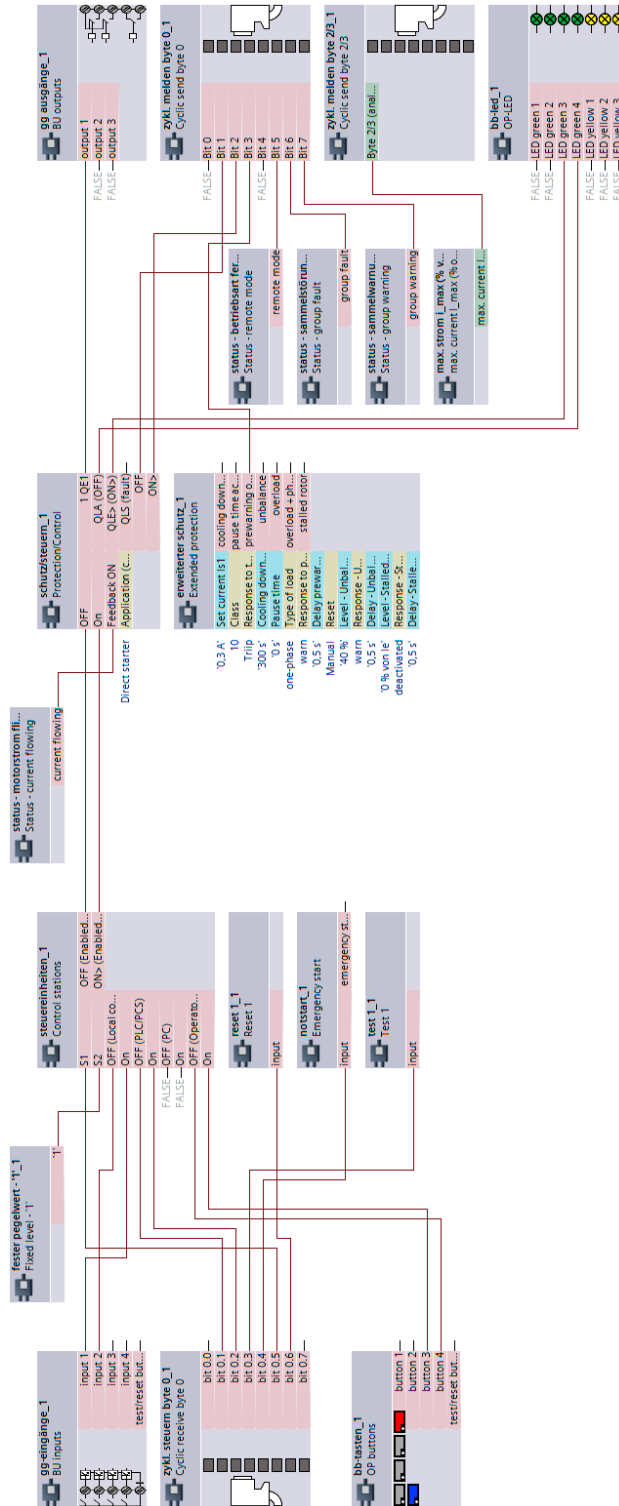 gg-eingänge_1
BU inputs
input 1
input 2
input 3
input 4
test/reset but...
zykl. steuern byte 0_1
Cyclic receive byte 0
bit 0.0
bit 0.1
bit 0.2
bit 0.3
bit 0.4
bit 0.5
bit 0.6
bit 0.7
bb-tasten_1
OP buttons
button 1
button 2
button 3
button 4
test/reset but...
fester pegelwert - '1'_1
Fixed level - '1'
'1'
steuereinheiten_1
Control stations
S1
OFF (Enabled...
S2
ON> (Enabled...
OFF (Local co...
On
OFF (PLC/PCS)
On
FALSE
OFF (PC)
FALSE
On
OFF (Operato...
On
reset 1_1
Reset 1
input
notstart_1
Emergency start
input
emergency st...
test 1_1
Test 1
input
status - motorstrom fli...
Status - current flowing
current flowing
schutz/steuern_1
Protection/Control
OFF
1 QE1
On
QLA (OFF)
Feedback ON
QLE> (ON>)
Direct starter
Application (c...
QLS (fault)
OFF
ON>
erweiterter schutz_1
Extended protection
'0,3 A'
Set current Is1
cooling down...
10
Class
pause time ac...
Triip
Response to t...
prewarning o...
'300 s'
Cooling down...
unbalance
'0 s'
Pause time
overload
one-phase
Type of load
overload + ph...
warn
Response to p...
stalled rotor
'0,5 s'
Delay prewar...
Manual
Reset
'40 %'
Level - Unbal...
warn
Response - U...
'0,5 s'
Delay - Unbal...
'0 % von Ie'
Level-Stalled...
deactivated
Response - St...
'0,5 s'
Delay - Stalle...
status - betriebsart fer...
Status - remote mode
remote mode
status - sammelstörun...
Status - group fault
group fault
status - sammelwarnu...
Status - group warning
group warning
max. strom i_max (% v...
max. current I_max (% o...
max. current I...
gg ausgänge_1
BU outputs
output 1
FALSE
output 2
FALSE
output 3
zykl. melden byte 0_1
Cyclic send byte 0
FALSE
Bit 0
Bit 1
Bit 2
Bit 3
FALSE
Bit 4
Bit 5
Bit 6
Bit 7
zykl. melden byte 2/3_1
Cyclic send byte 2/3
Byte 2/3 (anal...
bb-led_1
OP-LED
FALSE
LED green 1
FALSE
LED green 2
LED green 3
LED green 4
FALSE
LED yellow 1
FALSE
LED yellow 2
FALSE
LED yellow 3